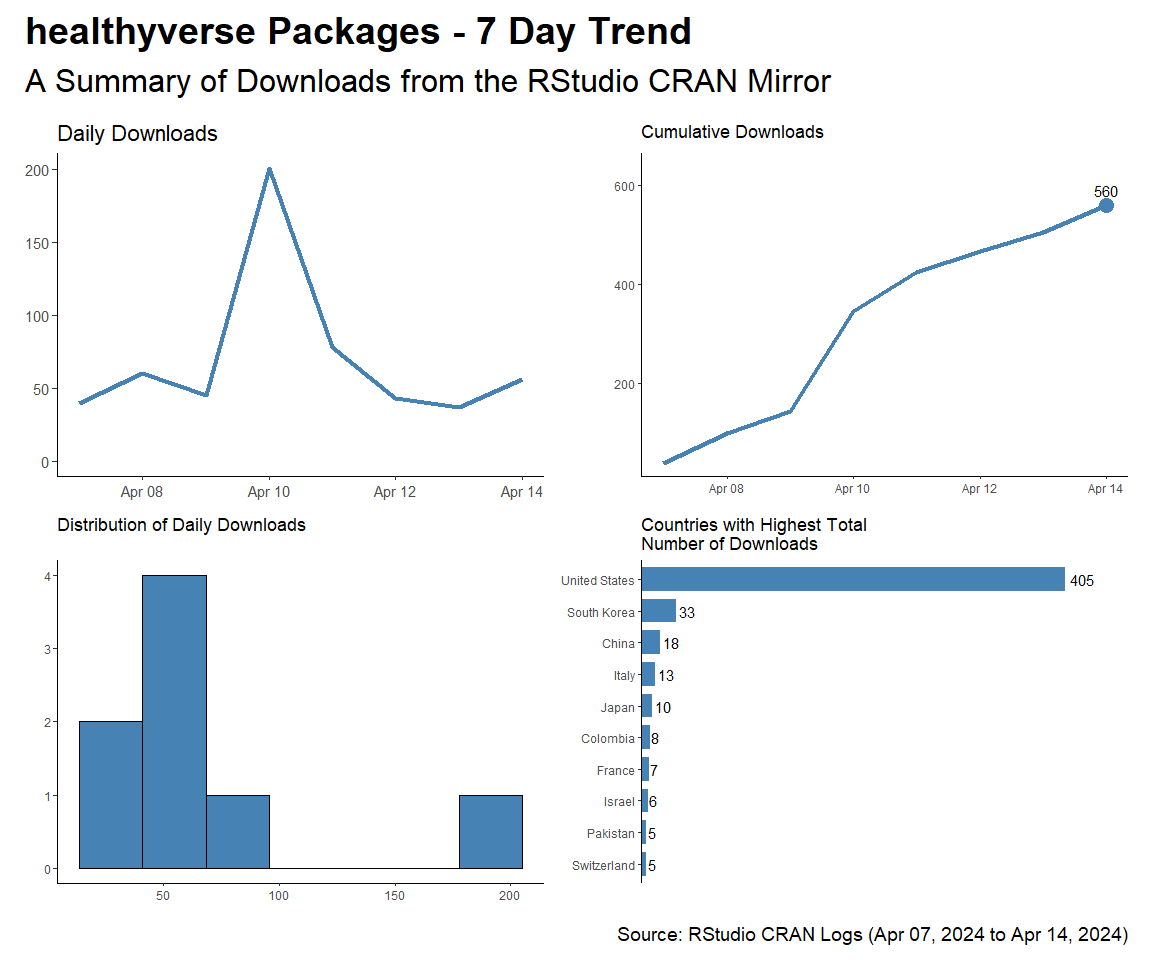 healthyverse Packages - 7 Day Trend
A Summary of Downloads from the RStudio CRAN Mirror
Daily Downloads
200
150
100
50
0
Apr 08
Apr 10
Apr 12
Apr 14
Cumulative Downloads
600
400
200
560
Apr 08
Apr 10
Apr 12
Apr 14
Distribution of Daily Downloads
4
3
2
1
0
50
100
150
200
Countries with Highest Total
Number of Downloads
United States 405
South Korea 33
China 18
Italy 13
Japan 10
Colombia 8
France 7
Israel 6
Pakistan 5
Switzerland 5
Source: RStudio CRAN Logs (Apr 07, 2024 to Apr 14, 2024)